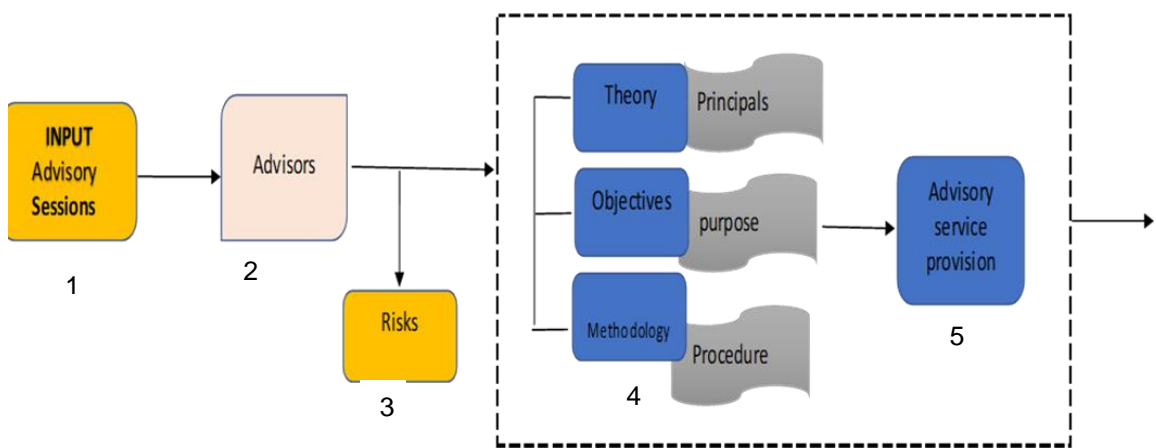 INPUT
Advisory
Sessions
1
Advisors
2
Risks
3
Theory
Principals
Objectives
purpose
Methodology
Procedure
4
Advisory
service
provision
5